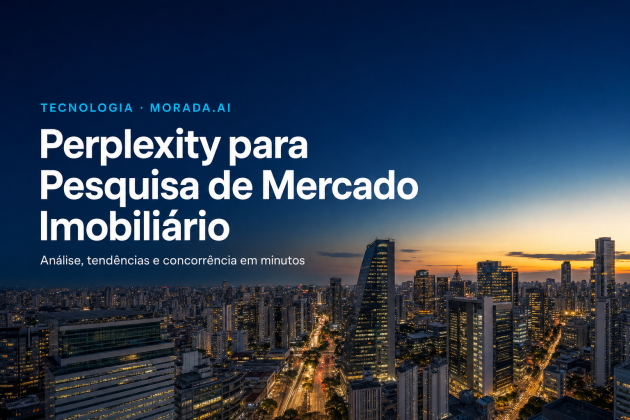 TECNOLOGIA · MORADA.AI
Perplexity para
Pesquisa de Mercado
Imobiliário
Análise, tendências e concorrência em minutos